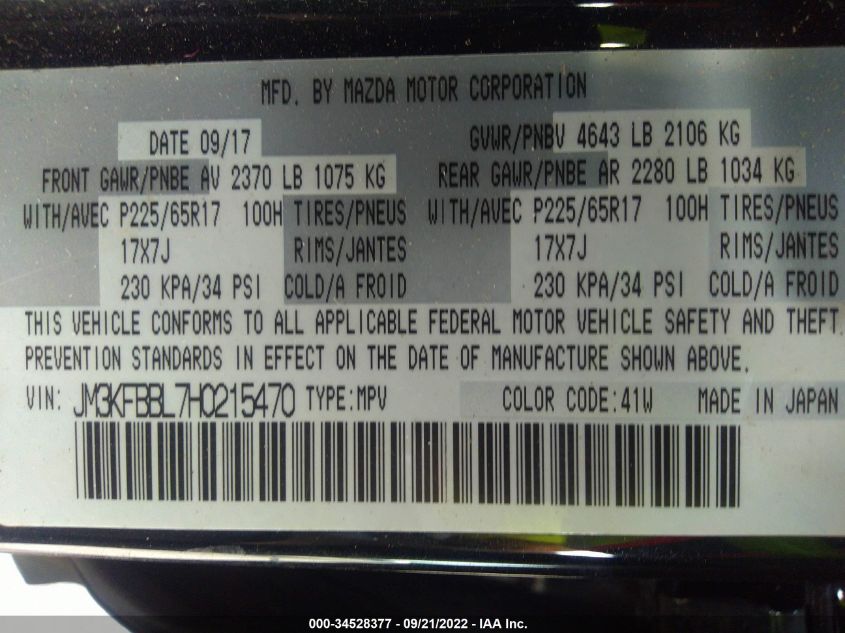 MFD. BY MAZDA MOTOR CORPORATION
DATE 09/17 GVWR/PNBV 4643 LB 2106 KG
FRONT GAWR/PNBE AV 2370 LB 1075 KG REAR GAWR/PNBE AR 2280 LB 1034 KG
WITH/AVEC P225/65R17 100H TIRES/PNEUS WITH/AVEC P225/65R17 100H TIRES/PNEUS
17X7J RIMS/JANTES 17X7J RIMS/JANTES
230 KPA/34 PSI COLD/A FROID 230 KPA/34 PSI COLD/A FROID
THIS VEHICLE CONFORMS TO ALL APPLICABLE FEDERAL MOTOR VEHICLE SAFETY AND THEFT
PREVENTION STANDARDS IN EFFECT ON THE DATE OF MANUFACTURE SHOWN ABOVE.
VIN: JM3KFBBL7H0215470 TYPE:MPV COLOR CODE:41W MADE IN JAPAN
000-34528377 - 09/21/2022 - IAA Inc.